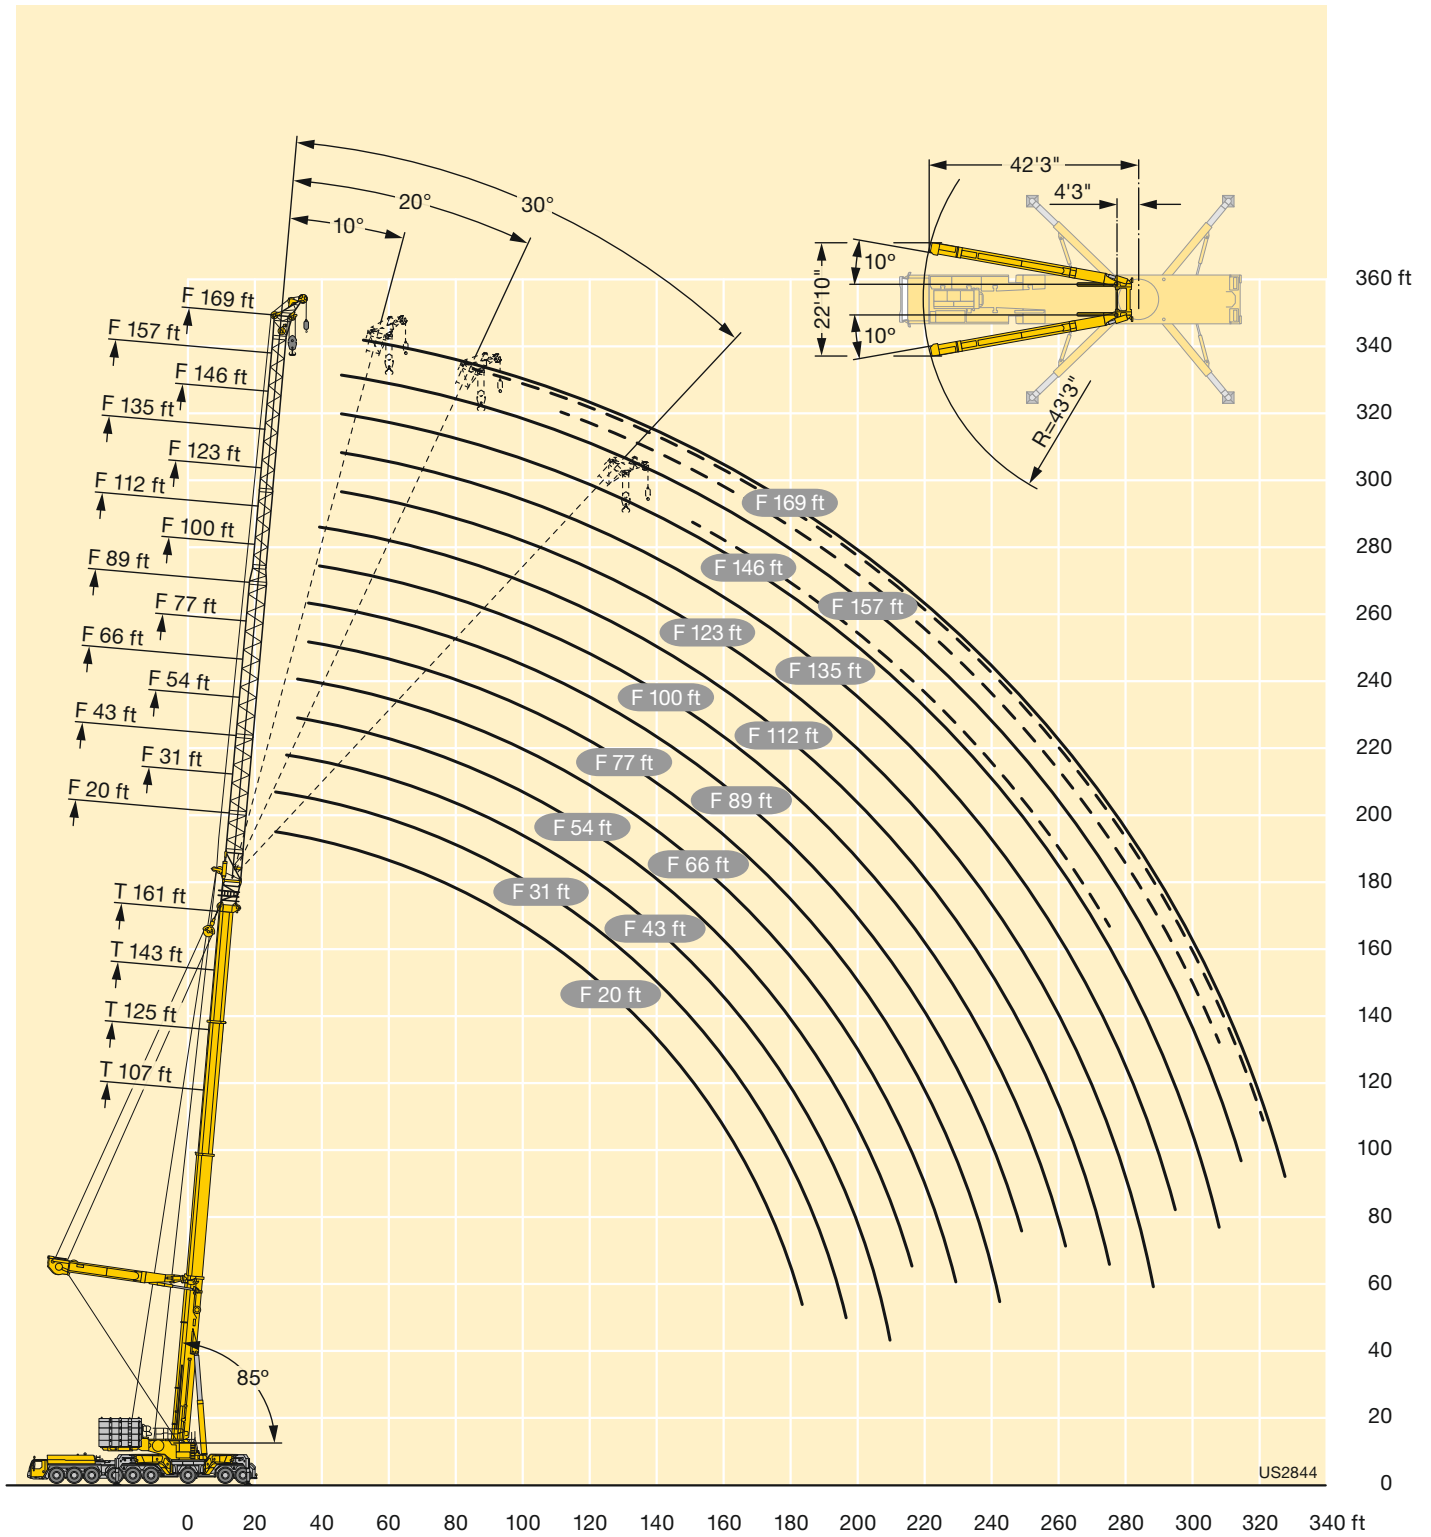 42'3"
4'3"
30°
20°
10°
10°
22'10"
10°
R=43'3"
360 ft
340
320
300
280
260
240
220
200
180
160
140
120
100
80
60
40
20
0
F 169 ft
F 157 ft
F 146 ft
F 135 ft
F 123 ft
F 112 ft
F 100 ft
F 89 ft
F 77 ft
F 66 ft
F 54 ft
F 43 ft
F 31 ft
F 20 ft
T 161 ft
T 143 ft
T 125 ft
T 107 ft
F 169 ft
F 146 ft
F 157 ft
F 123 ft
F 135 ft
F 100 ft
F 112 ft
F 77 ft
F 89 ft
F 54 ft
F 66 ft
F 31 ft
F 43 ft
F 20 ft
85°
US2844
0 20 40 60 80 100 120 140 160 180 200 220 240 260 280 300 320 340 ft